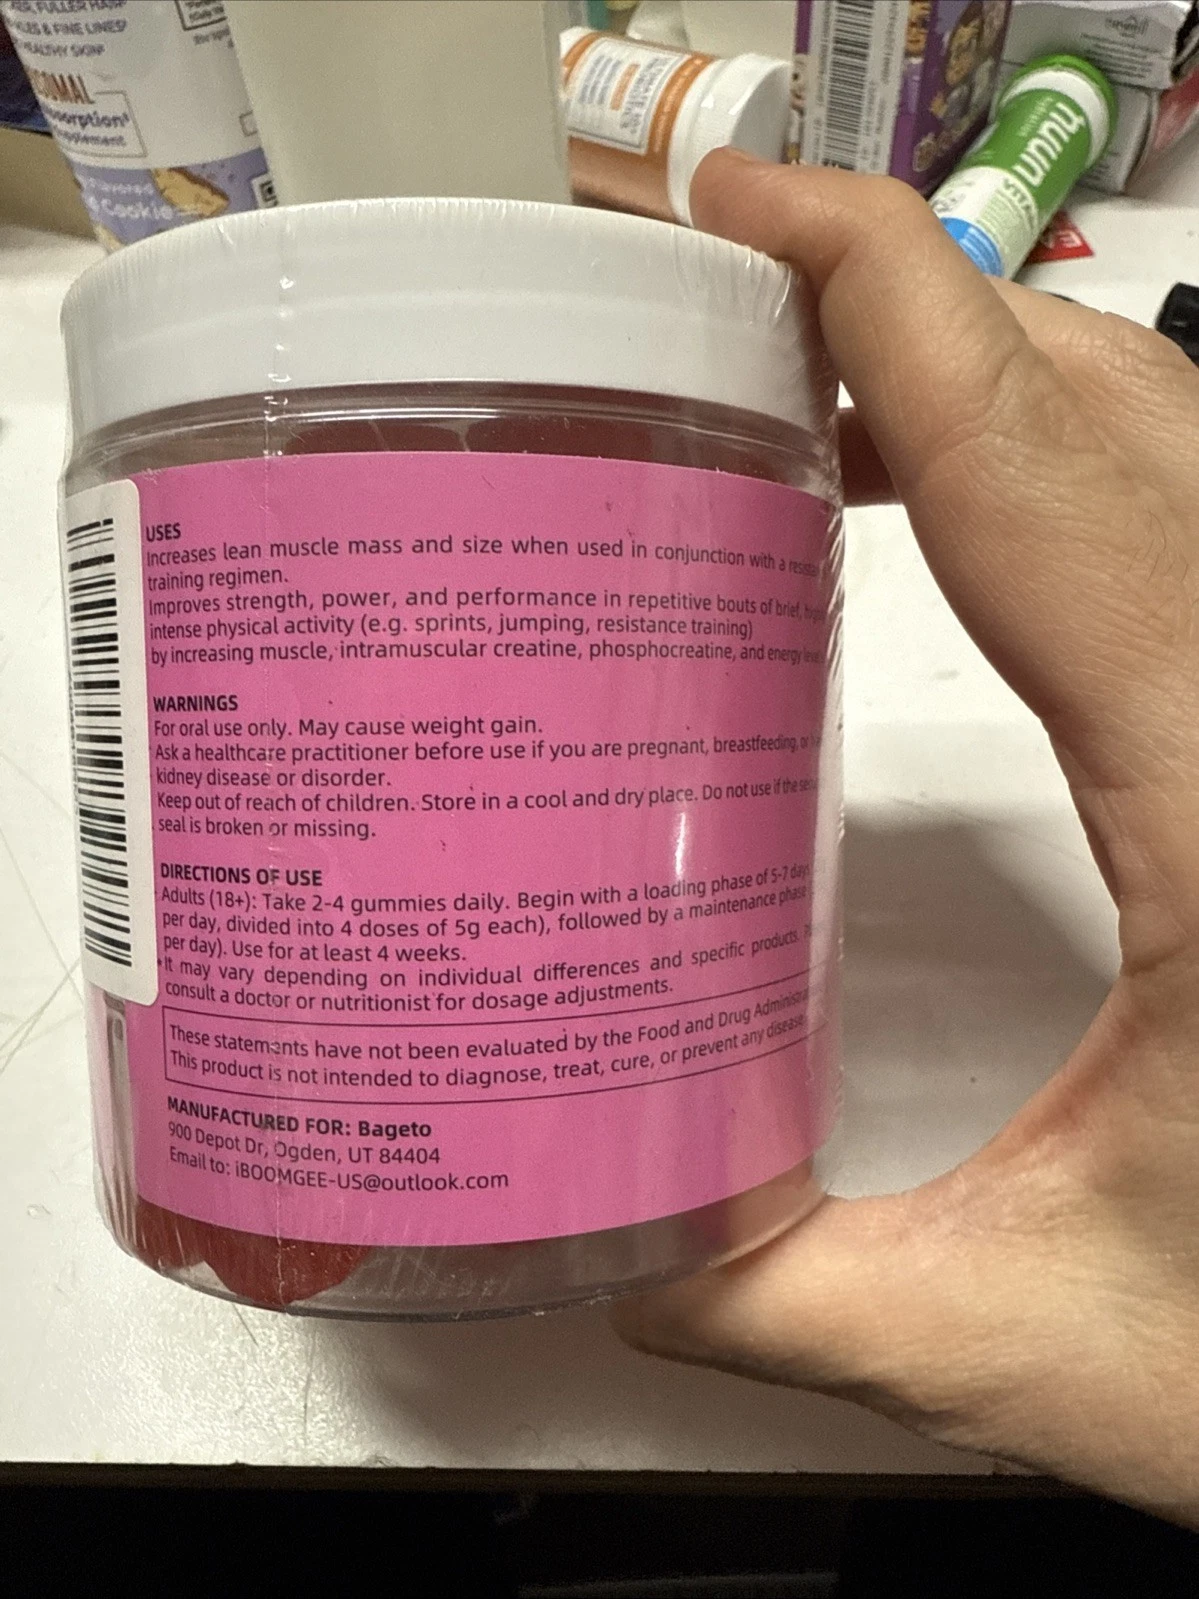 & FINE LINES
HEALTHY SKIN
Cookie
nuun
USES
Increases lean muscle mass and size when used in conjunction with a
training regimen.
Improves strength, power, and performance in repetitive bouts of brief,
intense physical activity (e.g. sprints, jumping, resistance training)
by increasing muscle, intramuscular creatine, phosphocreatine, and energy
WARNINGS
For oral use only. May cause weight gain.
Ask a healthcare practitioner before use if you are pregnant, breastfeeding, or
kidney disease or disorder.
Keep out of reach of children. Store in a cool and dry place. Do not use if the
seal is broken or missing.
DIRECTIONS OF USE
Adults (18+): Take 2-4 gummies daily. Begin with a loading phase of 5-7 days
per day, divided into 4 doses of 5g each), followed by a maintenance phase
per day). Use for at least 4 weeks.
*It may vary depending on individual differences and specific products.
consult a doctor or nutritionist for dosage adjustments.
These statements have not been evaluated by the Food and Drug
This product is not intended to diagnose, treat, cure, or prevent any disease
MANUFACTURED FOR: Bageto
900 Depot Dr, Ogden, UT 84404
Email to: iBOOMGEE-US@outlook.com